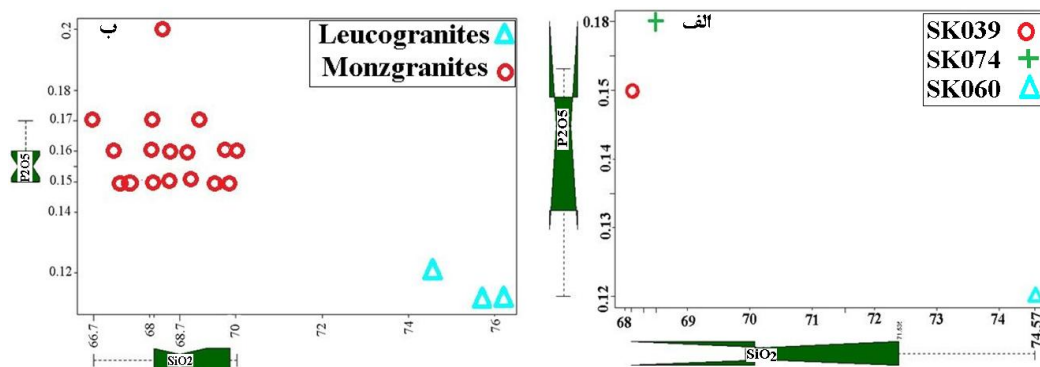 ب
Leucogranites
Monzgranites
0.2
0.18
0.17
0.16
0.15
0.14
0.12
P2O5
66.7
68
68.7
70
72
74
76
SiO2
الف
SK039
SK074
SK060
0.18
0.15
0.14
0.13
0.12
P2O5
68
69
70
71
72
71.535
73
74
74.57
SiO2